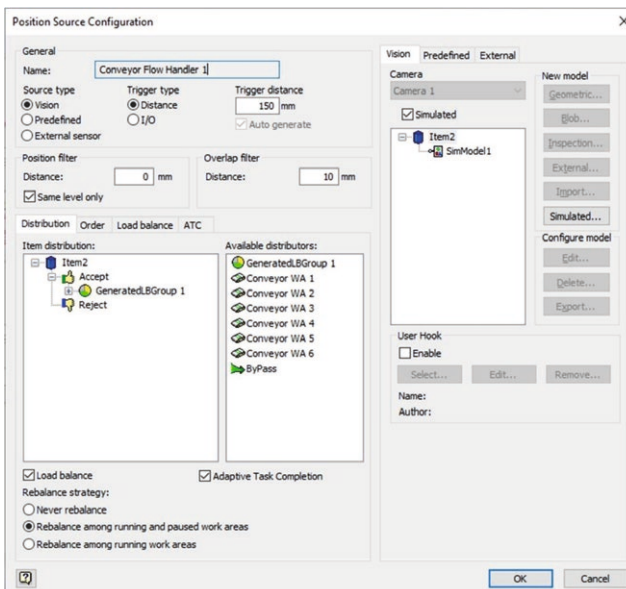 Position Source Configuration
General
Name: Conveyor Flow Handler 1
Source type
Vision
Predefined
External sensor
Trigger type
Distance
I/O
Trigger distance
150 mm
Auto generate
Position filter
Distance: 0 mm
Same level only
Overlap filter
Distance: 10 mm
Distribution Order Load balance ATC
Item distribution:
Item2
Accept
GeneratedLBGroup 1
Reject
Available distributors:
GeneratedLBGroup 1
Conveyor WA 1
Conveyor WA 2
Conveyor WA 3
Conveyor WA 4
Conveyor WA 5
Conveyor WA 6
ByPass
Load balance
Adaptive Task Completion
Rebalance strategy:
Never rebalance
Rebalance among running and paused work areas
Rebalance among running work areas
Vision Predefined External
Camera
Camera 1
Simulated
Item2
SimModel1
New model
Geometric...
Blob...
Inspection...
External...
Import...
Simulated...
Configure model
Edit...
Delete...
Export...
User Hook
Enable
Select... Edit... Remove...
Name:
Author:
OK Cancel